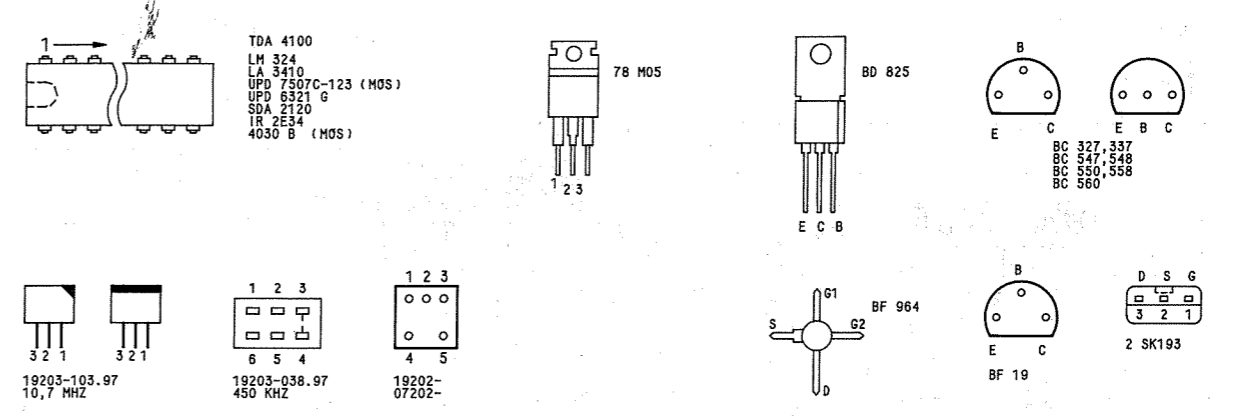 1
TDA 4100
LM 324
LA 3410
UPD 7507C-123 (MOS)
UPD 6321 G
SDA 2120
IR 2E34
4030 B (MOS)
78 M05
1 2 3
BD 825
E C B
B
E C
E B C
BC 327,337
BC 547,548
BC 550,558
BC 560
3 2 1
3 2 1
19203-103.97
10,7 MHZ
1 2 3
6 5 4
19203-038.97
450 KHZ
1 2 3
4 5
19202-
07202-
G1
S
G2
D
BF 964
B
E C
BF 19
D S G
3 2 1
2 SK193